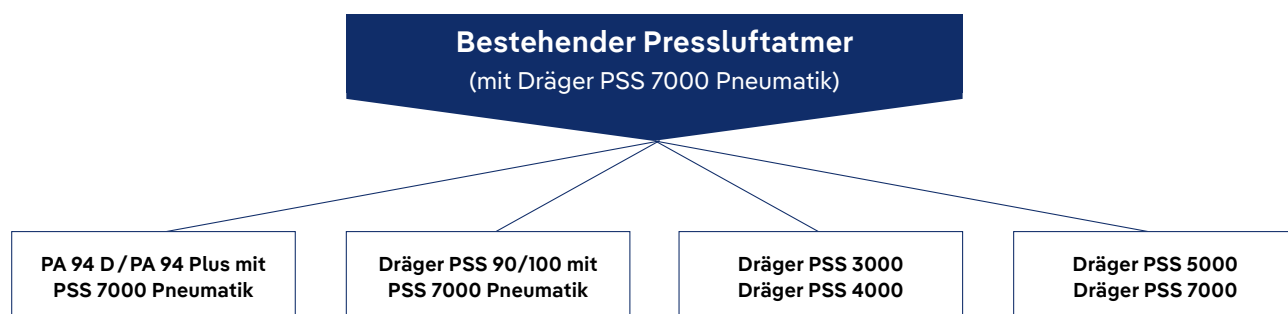 Bestehender Pressluftatmer
(mit Dräger PSS 7000 Pneumatik)
PA 94 D / PA 94 Plus mit
PSS 7000 Pneumatik
Dräger PSS 90/100 mit
PSS 7000 Pneumatik
Dräger PSS 3000
Dräger PSS 4000
Dräger PSS 5000
Dräger PSS 7000